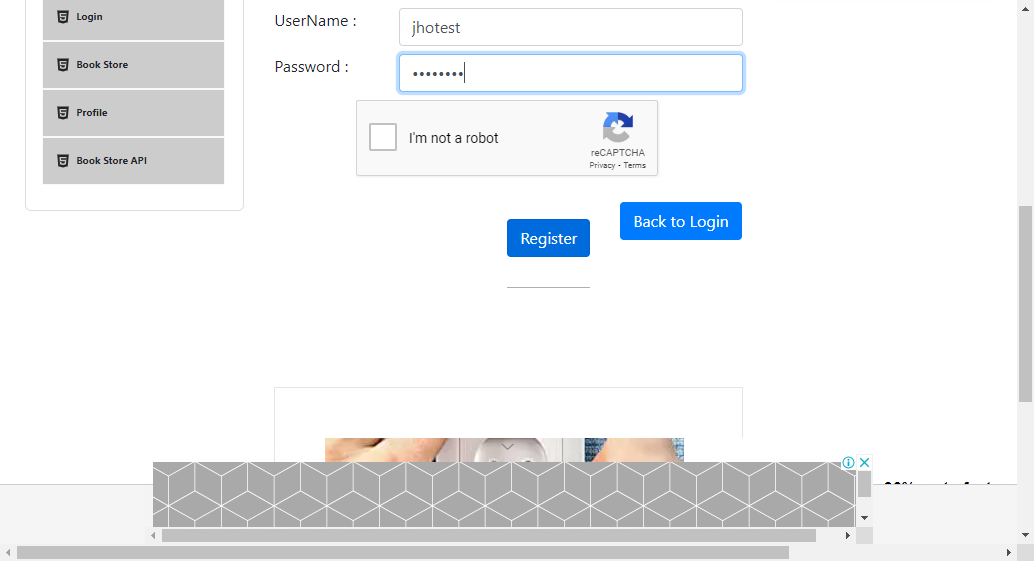 Login
Book Store
Profile
Book Store API
UserName :
jhotest
Password :
••••••••
I'm not a robot
reCAPTCHA
Privacy - Terms
Register
Back to Login